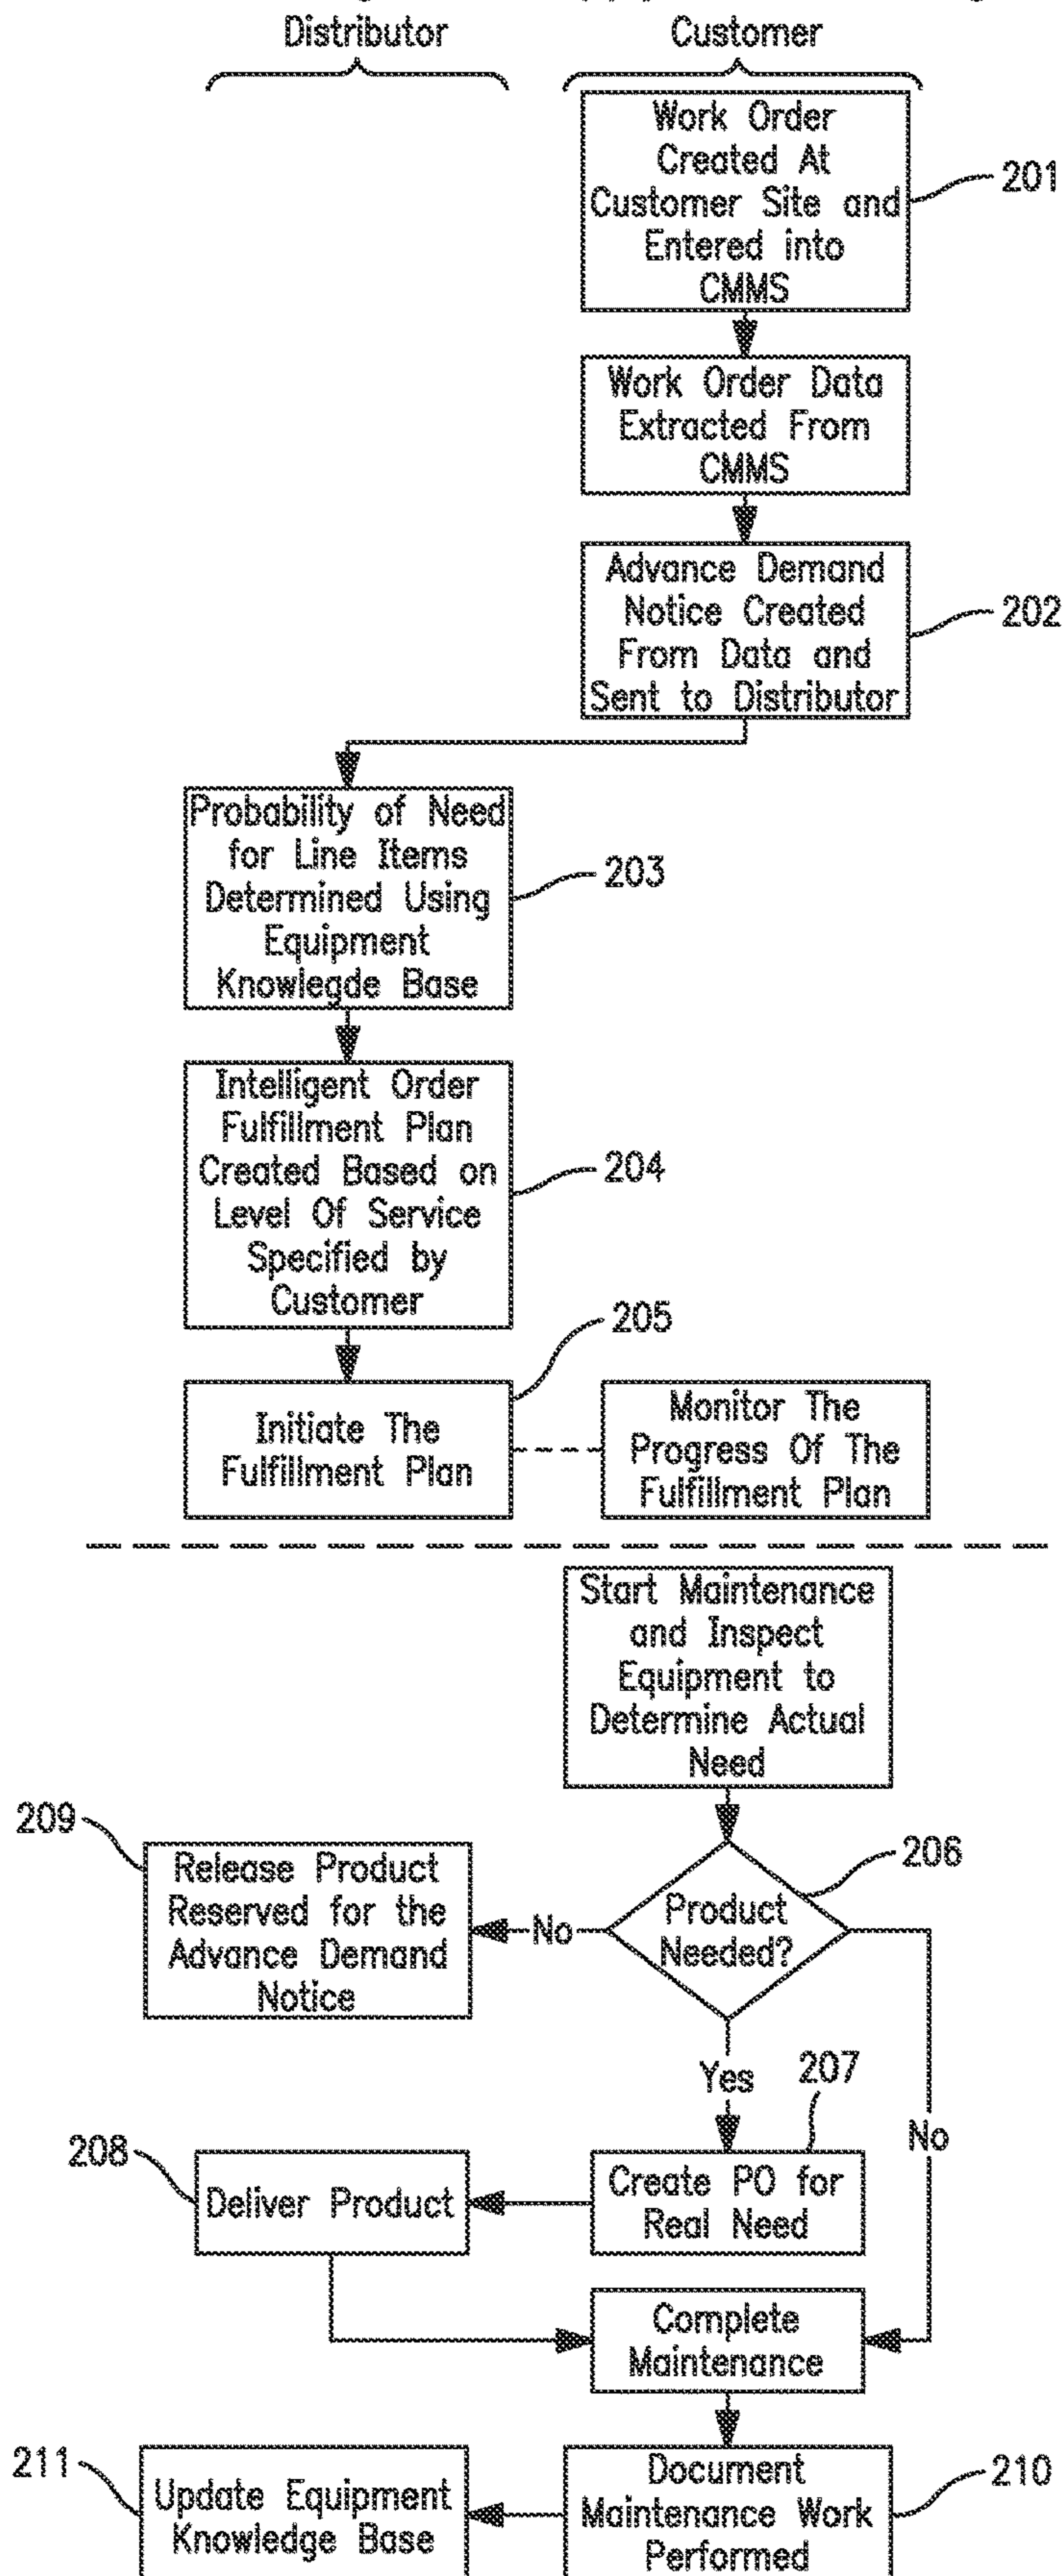 Distributor
Customer
Work Order
Created At
Customer Site and
Entered into
CMMS
201
Work Order Data
Extracted From
CMMS
Advance Demand
Notice Created
From Data and
Sent to Distributor
202
Probability of Need
for Line Items
Determined Using
Equipment
Knowlegde Base
203
Intelligent Order
Fulfillment Plan
Created Based on
Level Of Service
Specified by
Customer
204
205
Initiate The
Fulfillment Plan
Monitor The
Progress Of The
Fulfillment Plan
Start Maintenance
and Inspect
Equipment to
Determine Actual
Need
209
Release Product
Reserved for the
Advance Demand
Notice
No
Product
Needed?
206
Yes
207
No
208
Deliver Product
Create PO for
Real Need
Complete
Maintenance
211
Update Equipment
Knowledge Base
Document
Maintenance Work
Performed
210